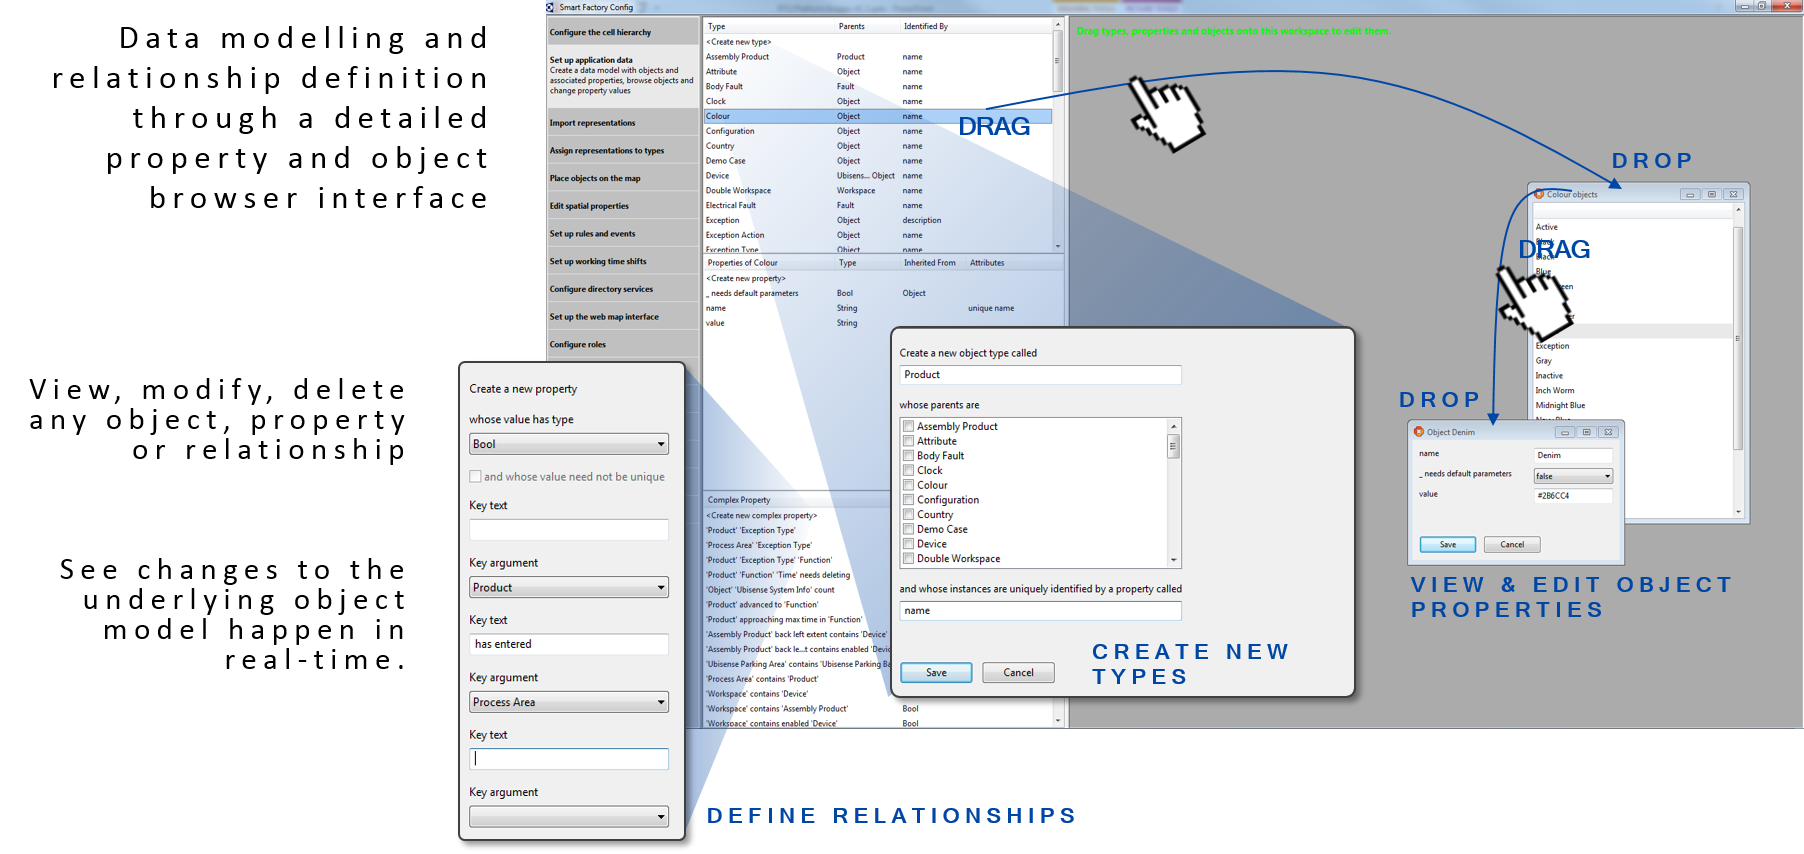 Data modelling and
relationship definition
through a detailed
property and object
browser interface
View, modify, delete
any object, property
or relationship
See changes to the
underlying object
model happen in
real-time.
Smart Factory Config
Configure the cell hierarchy
Set up application data
Create a data model with objects and
associated properties, browse objects and
change property values
Import representations
Assign representations to types
Place objects on the map
Edit spatial properties
Set up rules and events
Set up working time shifts
Configure directory services
Set up the web map interface
Configure roles
Type Parents Identified By
<Create new type>
Assembly Product Product name
Attribute Object name
Body Fault Fault name
Clock Object name
Colour Object name
Configuration Object name
Country Object name
Demo Case Object name
Device Ubisens... Object name
Double Workspace Workspace name
Electrical Fault Fault name
Exception Object description
Exception Action Object name
Exception Type Object name
Properties of Colour Type Inherited From Attributes
<Create new property>
_ needs default parameters Bool Object
name String unique name
value String
Complex Property
<Create new complex property>
'Product' 'Exception Type'
'Process Area' 'Exception Type'
'Product' 'Exception Type' 'Function'
'Product' 'Function' 'Time' needs deleting
'Object' 'Ubisense System Info' count
'Product' advanced to 'Function'
'Product' approaching max time in 'Function'
'Assembly Product' back left extent contains 'Device'
'Assembly Product' back le...t contains enabled 'Devic
'Ubisense Parking Area' contains 'Ubisense Parking Ba
'Process Area' contains 'Product'
'Workspace' contains 'Device'
'Workspace' contains 'Assembly Product' Bool
'Workspace' contains enabled 'Device' Bool
Drag types, properties and objects onto this workspace to edit them.
DRAG
DROP
Colour objects
Active
Black
Blue
Exception
Gray
Inactive
Inch Worm
Midnight Blue
DRAG
DROP
Object Denim
name Denim
_ needs default parameters false
value #2B6CC4
Save Cancel
VIEW & EDIT OBJECT
PROPERTIES
Create a new property
whose value has type
Bool
and whose value need not be unique
Key text
Key argument
Product
Key text
has entered
Key argument
Process Area
Key text
Key argument
DEFINE RELATIONSHIPS
Create a new object type called
Product
whose parents are
Assembly Product
Attribute
Body Fault
Clock
Colour
Configuration
Country
Demo Case
Device
Double Workspace
and whose instances are uniquely identified by a property called
name
Save Cancel
CREATE NEW
TYPES